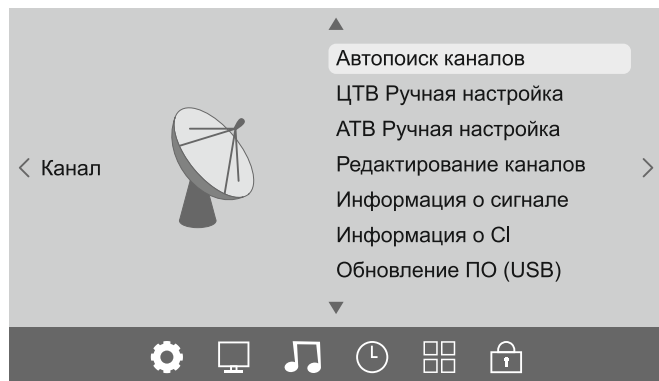 Автопоиск каналов
ЦТВ Ручная настройка
АТВ Ручная настройка
Редактирование каналов
Канал
Информация о сигнале
Информация о CI
Обновление ПО (USB)